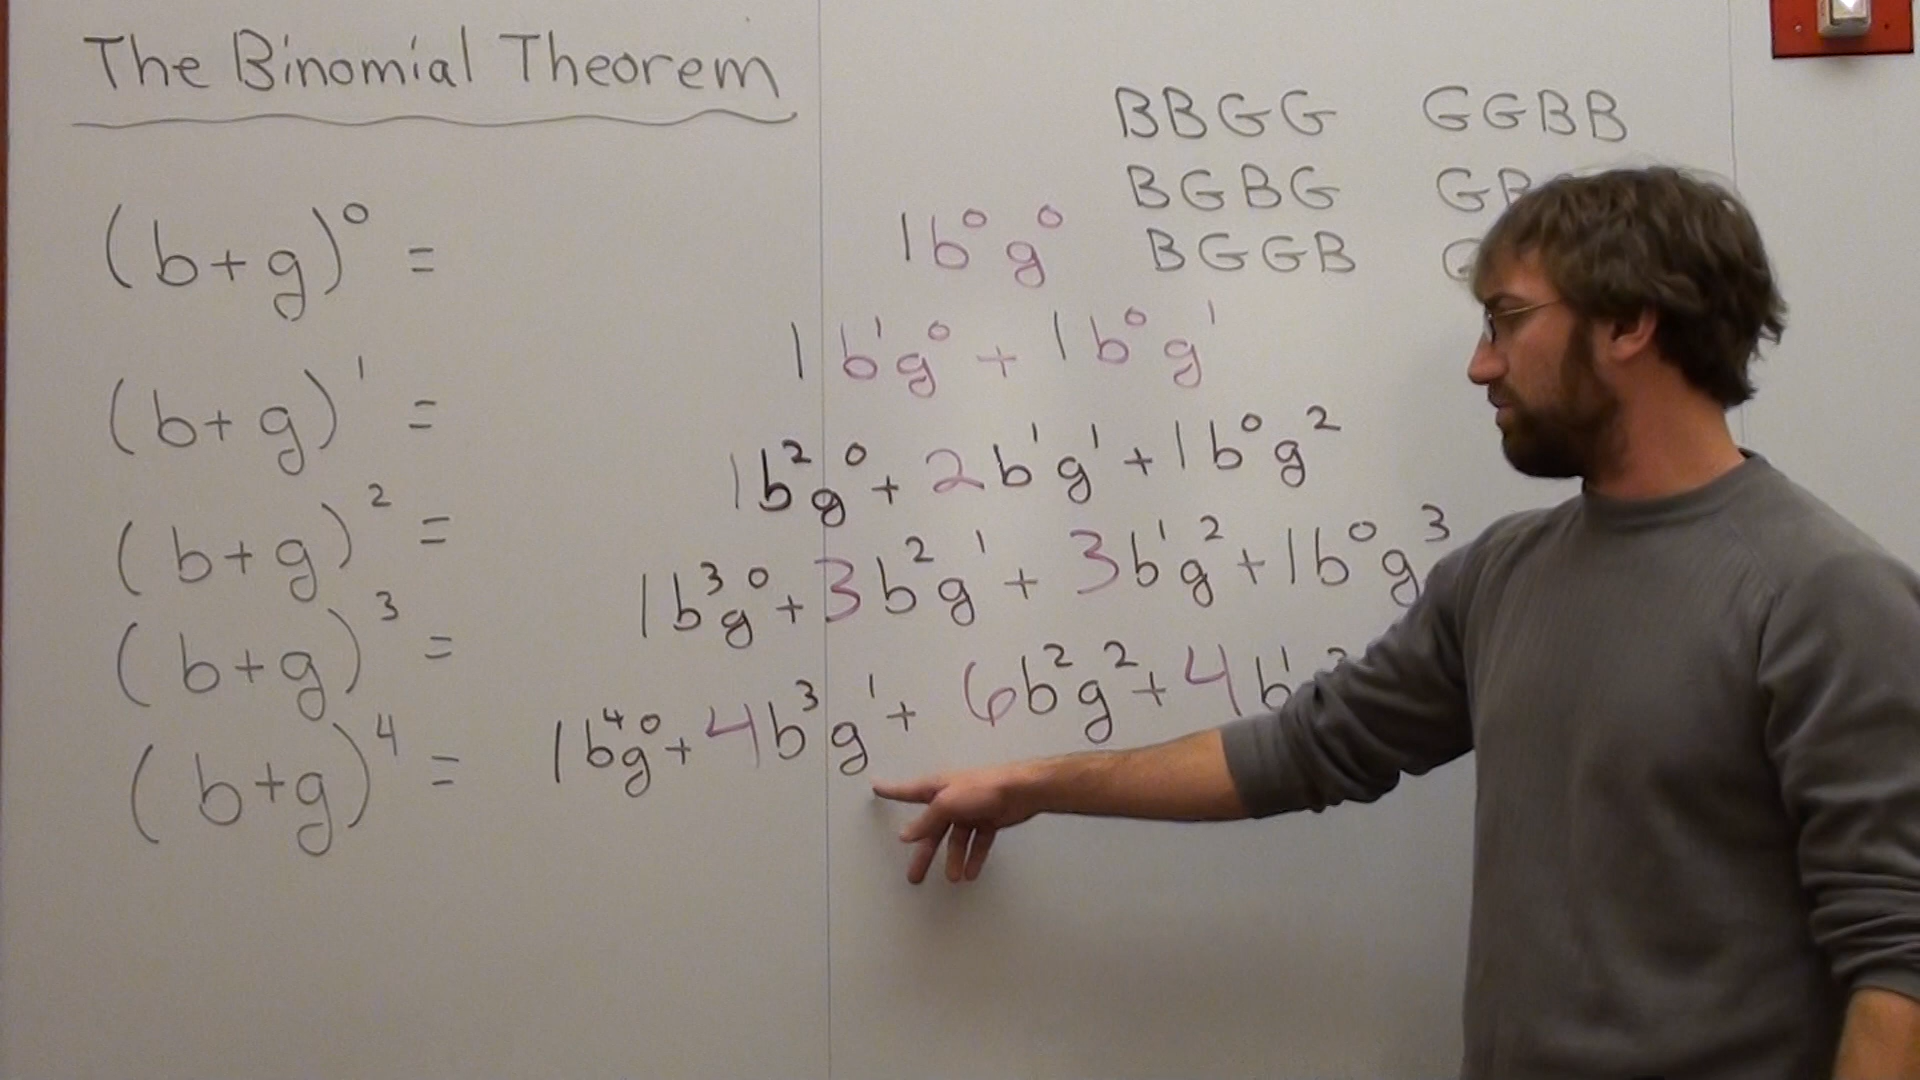 The Binomial Theorem
BBGG GGBB
BGBG
BGGB
(b+g)⁰ = 1b⁰g⁰
(b+g)¹ = 1b¹g⁰ + 1b⁰g¹
(b+g)² = 1b²g⁰ + 2b¹g¹ + 1b⁰g²
(b+g)³ = 1b³g⁰ + 3b²g¹ + 3b¹g² + 1b⁰g³
(b+g)⁴ = 1b⁴g⁰ + 4b³g¹ + 6b²g² + 4b¹